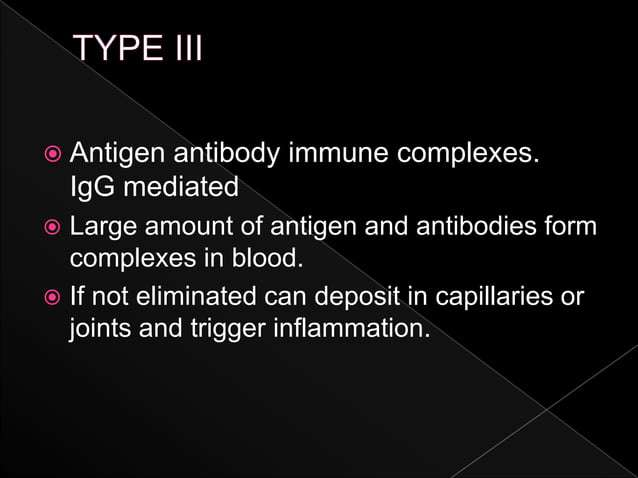 TYPE III
Antigen antibody immune complexes.
IgG mediated
Large amount of antigen and antibodies form
complexes in blood.
If not eliminated can deposit in capillaries or
joints and trigger inflammation.